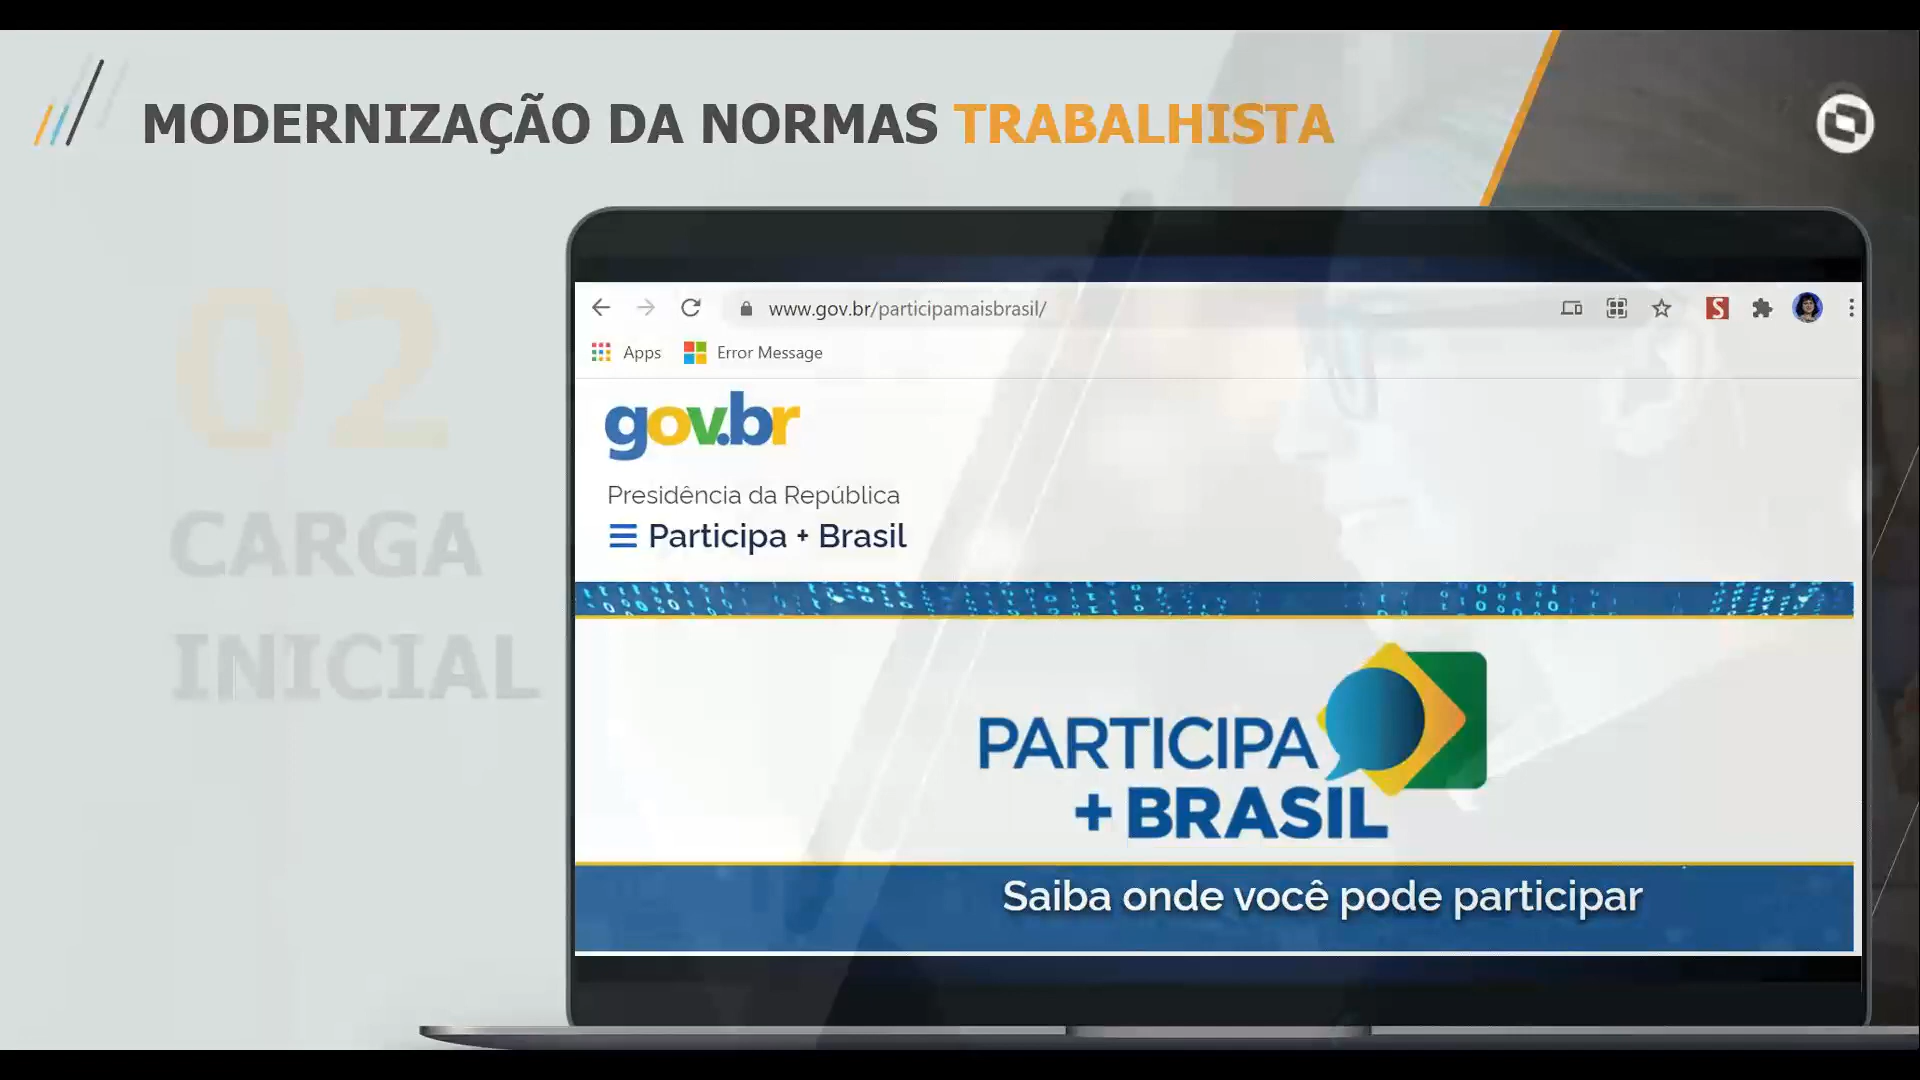 MODERNIZAÇÃO DA NORMAS TRABALHISTA
02
CARGA
INICIAL
www.gov.br/participamaisbrasil/
S
Apps
Error Message
gov.br
Presidência da República
Participa + Brasil
PARTICIPA
+ BRASIL
Saiba onde você pode participar